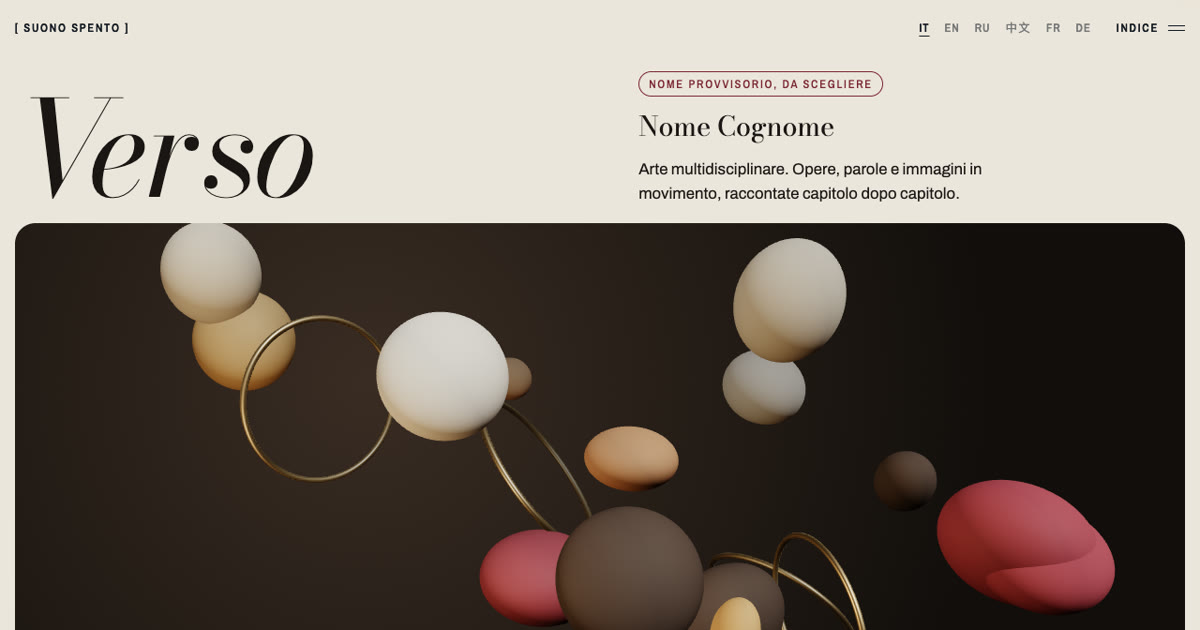 [ SUONO SPENTO ]
IT EN RU 中文 FR DE INDICE
NOME PROVVISORIO, DA SCEGLIERE
Verso
Nome Cognome
Arte multidisciplinare. Opere, parole e immagini in
movimento, raccontate capitolo dopo capitolo.